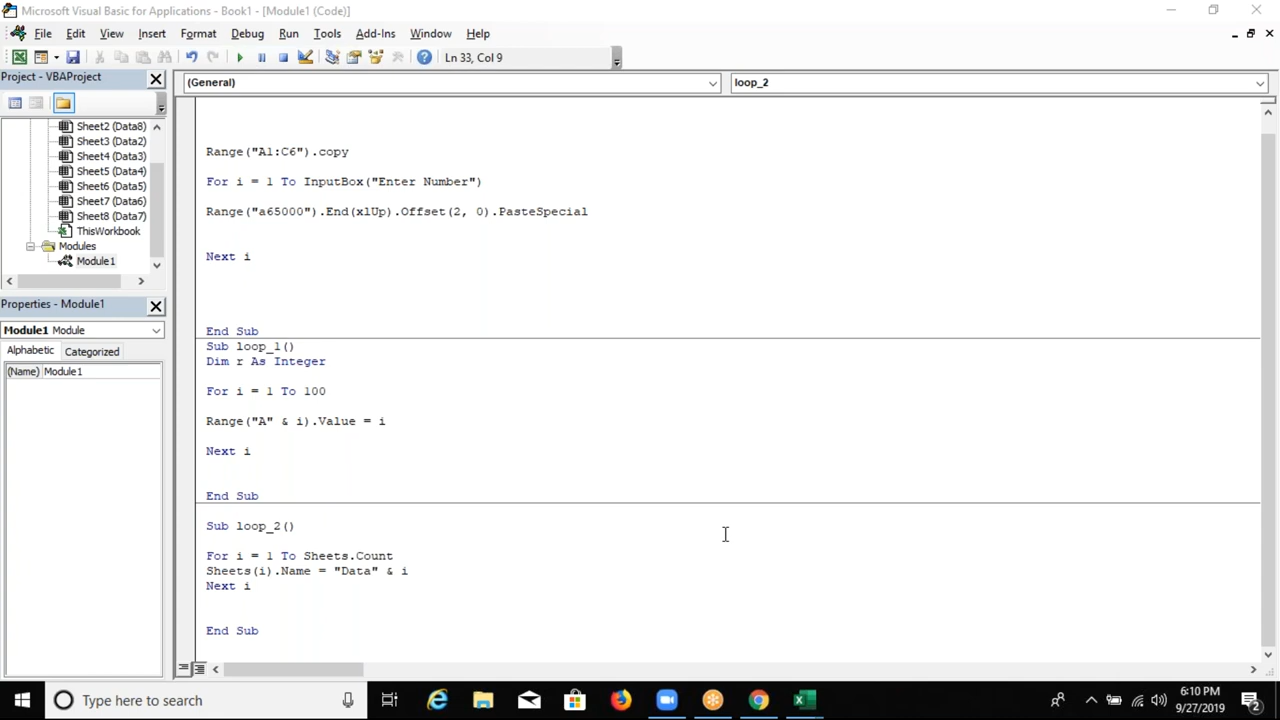 Microsoft Visual Basic for Applications - Book1 - [Module1 (Code)]
File Edit View Insert Format Debug Run Tools Add-Ins Window Help
Ln 33, Col 9
Project - VBAProject
(General)
loop_2
Sheet2 (Data8)
Sheet3 (Data2)
Sheet4 (Data3)
Sheet5 (Data4)
Sheet6 (Data5)
Sheet7 (Data6)
Sheet8 (Data7)
ThisWorkbook
Modules
Module1
Properties - Module1
Module1 Module
Alphabetic Categorized
(Name) Module1
Range("A1:C6").copy
For i = 1 To InputBox("Enter Number")
Range("a65000").End(xlUp).Offset(2, 0).PasteSpecial
Next i
End Sub
Sub loop_1()
Dim r As Integer
For i = 1 To 100
Range("A" & i).Value = i
Next i
End Sub
Sub loop_2()
For i = 1 To Sheets.Count
Sheets(i).Name = "Data" & i
Next i
End Sub
Type here to search
6:10 PM
9/27/2019
2